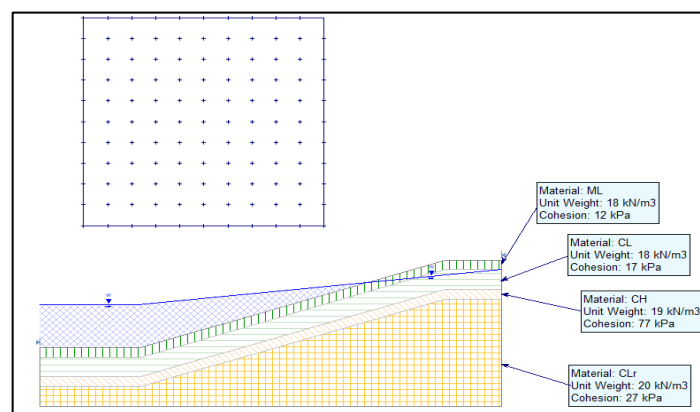 Material: ML
Unit Weight: 18 kN/m3
Cohesion: 12 kPa
Material: CL
Unit Weight: 18 kN/m3
Cohesion: 17 kPa
Material: CH
Unit Weight: 19 kN/m3
Cohesion: 77 kPa
Material: CLr
Unit Weight: 20 kN/m3
Cohesion: 27 kPa